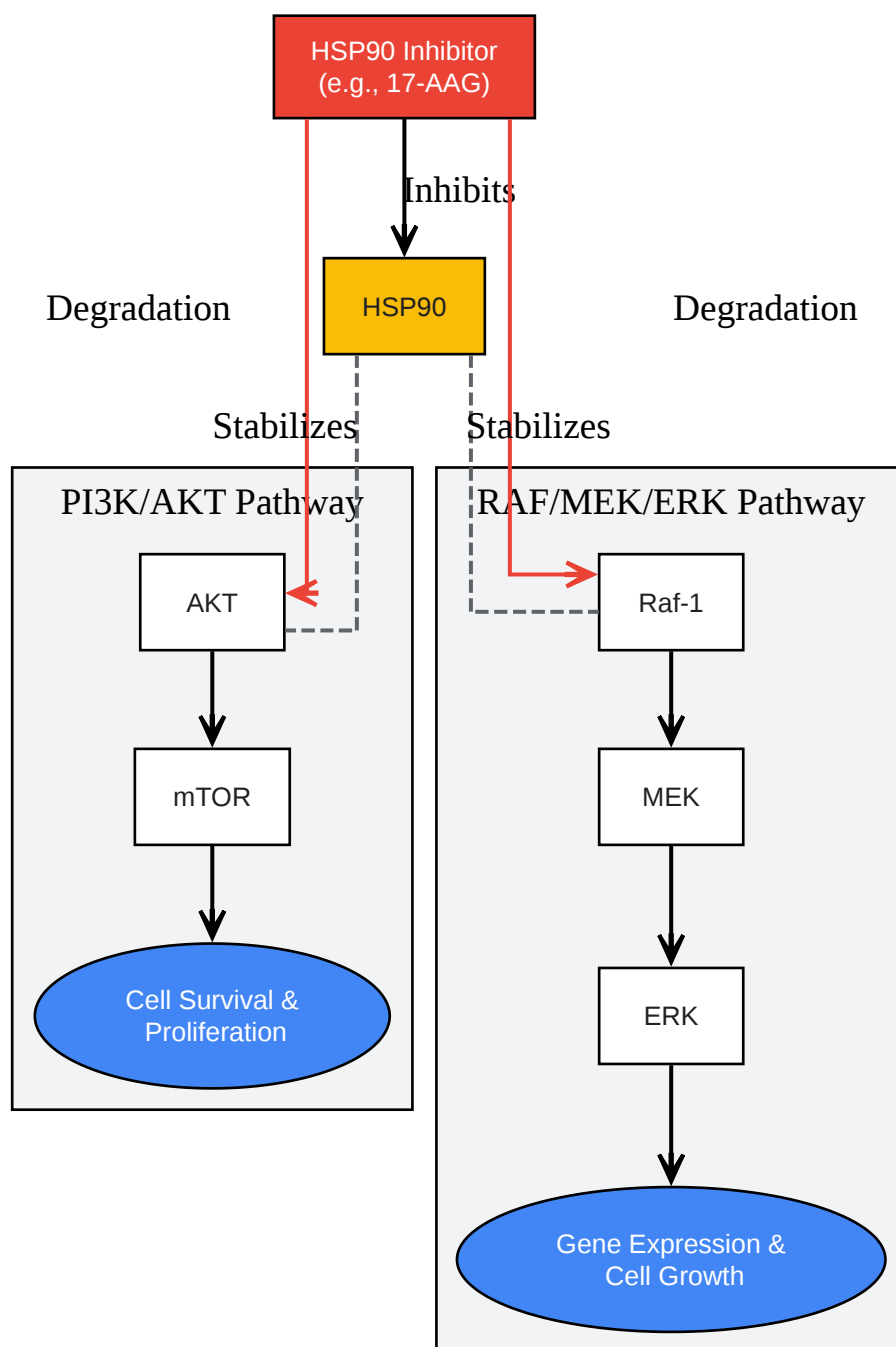 HSP90 Inhibitor
(e.g., 17-AAG)
Inhibits
HSP90
Degradation
Degradation
Stabilizes
Stabilizes
PI3K/AKT Pathway
RAF/MEK/ERK Pathway
AKT
Raf-1
mTOR
MEK
Cell Survival &
Proliferation
ERK
Gene Expression &
Cell Growth